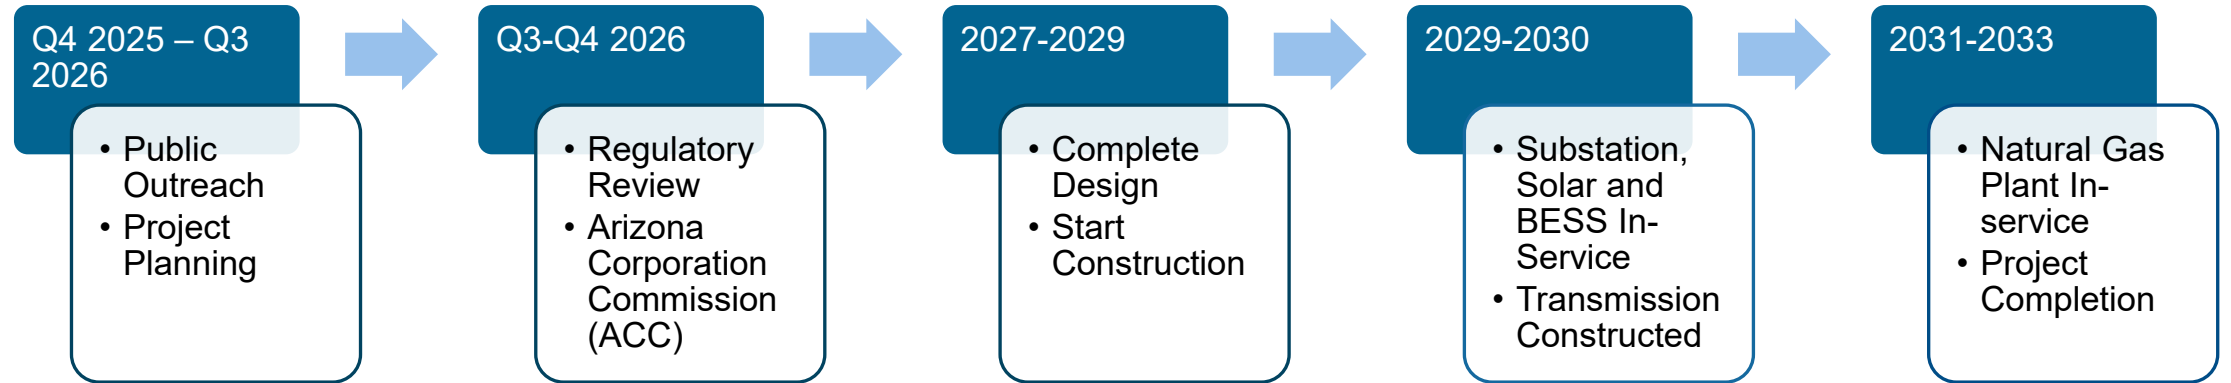 Q4 2025 – Q3
2026
• Public
Outreach
• Project
Planning
Q3-Q4 2026
• Regulatory
Review
• Arizona
Corporation
Commission
(ACC)
2027-2029
• Complete
Design
• Start
Construction
2029-2030
• Substation,
Solar and
BESS In-
Service
• Transmission
Constructed
2031-2033
• Natural Gas
Plant In-
service
• Project
Completion